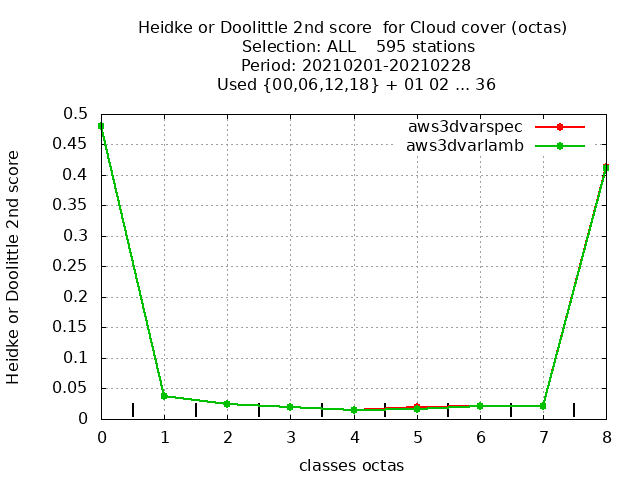 Heidke or Doolittle 2nd score  for Cloud cover (octas)
Selection: ALL    595 stations
Period: 20210201-20210228
Used {00,06,12,18} + 01 02 ... 36
aws3dvarspec
aws3dvarlamb
Heidke or Doolittle 2nd score
0.5
0.45
0.4
0.35
0.3
0.25
0.2
0.15
0.1
0.05
0
0 1 2 3 4 5 6 7 8
classes octas